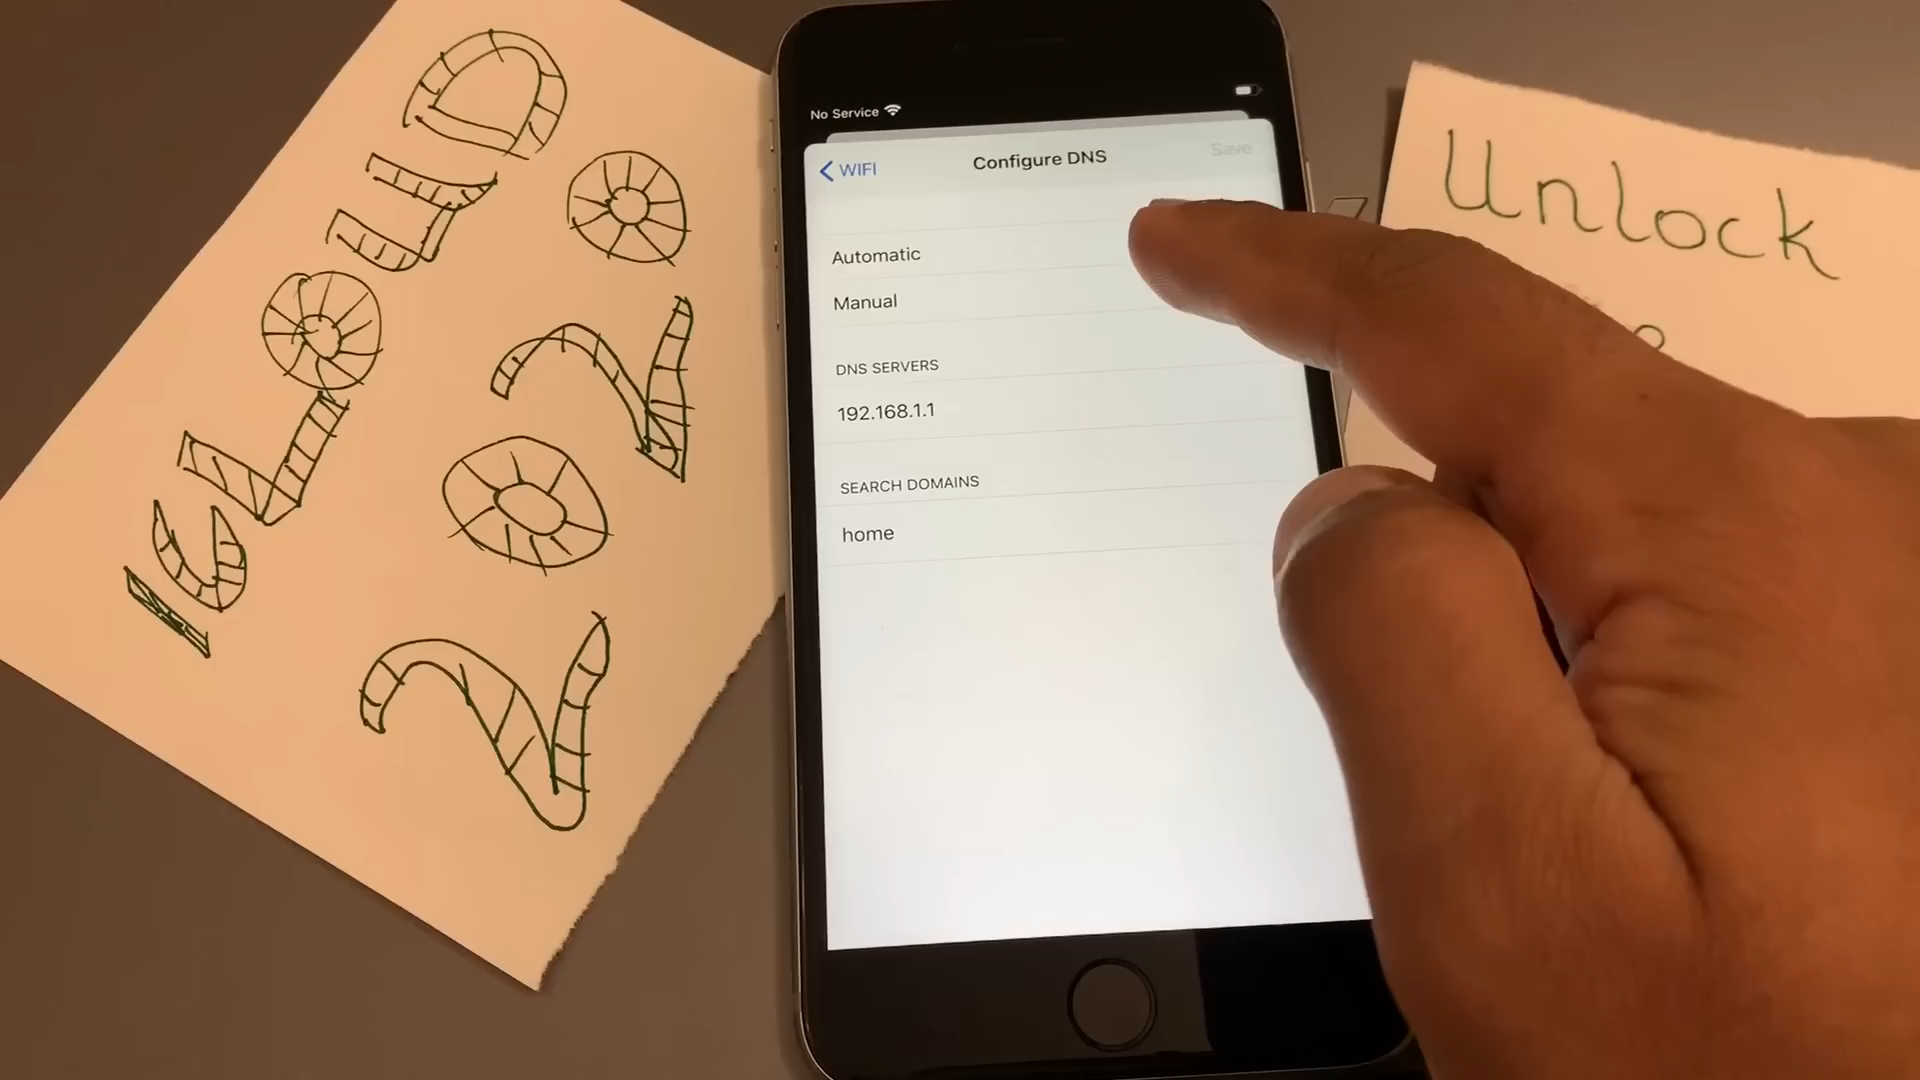 ICLOUD
2020
No Service
WIFI
Configure DNS
Save
Automatic
Manual
DNS SERVERS
192.168.1.1
SEARCH DOMAINS
home
Unlock